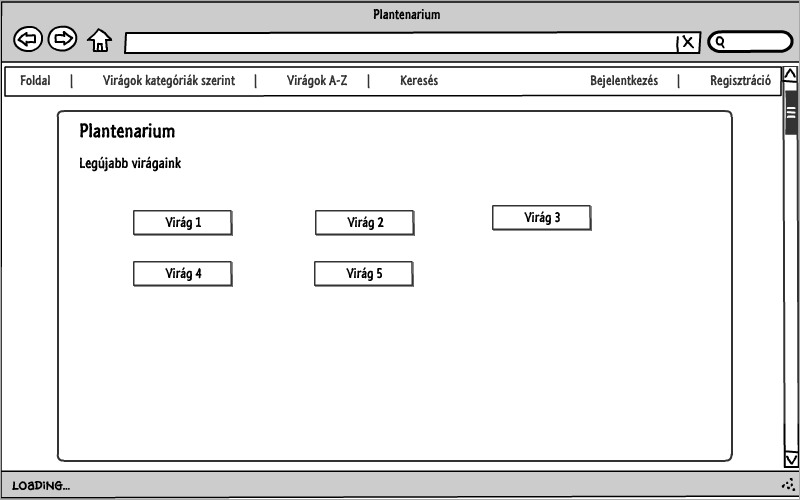 Plantenarium
X
Foldal | Virágok kategóriák szerint | Virágok A-Z | Keresés Bejelentkezés | Regisztráció
Plantenarium
Legújabb virágaink
Virág 1 Virág 2 Virág 3
Virág 4 Virág 5
LOADING...